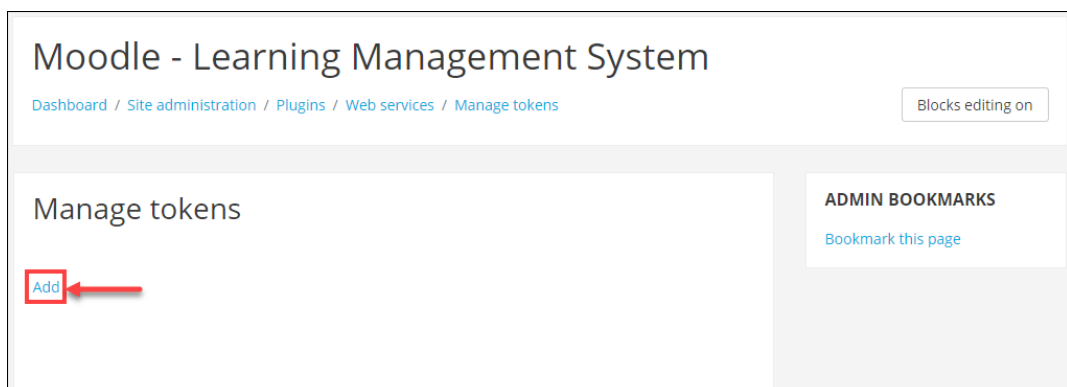 Moodle - Learning Management System
Dashboard / Site administration / Plugins / Web services / Manage tokens
Blocks editing on
Manage tokens
Add
ADMIN BOOKMARKS
Bookmark this page